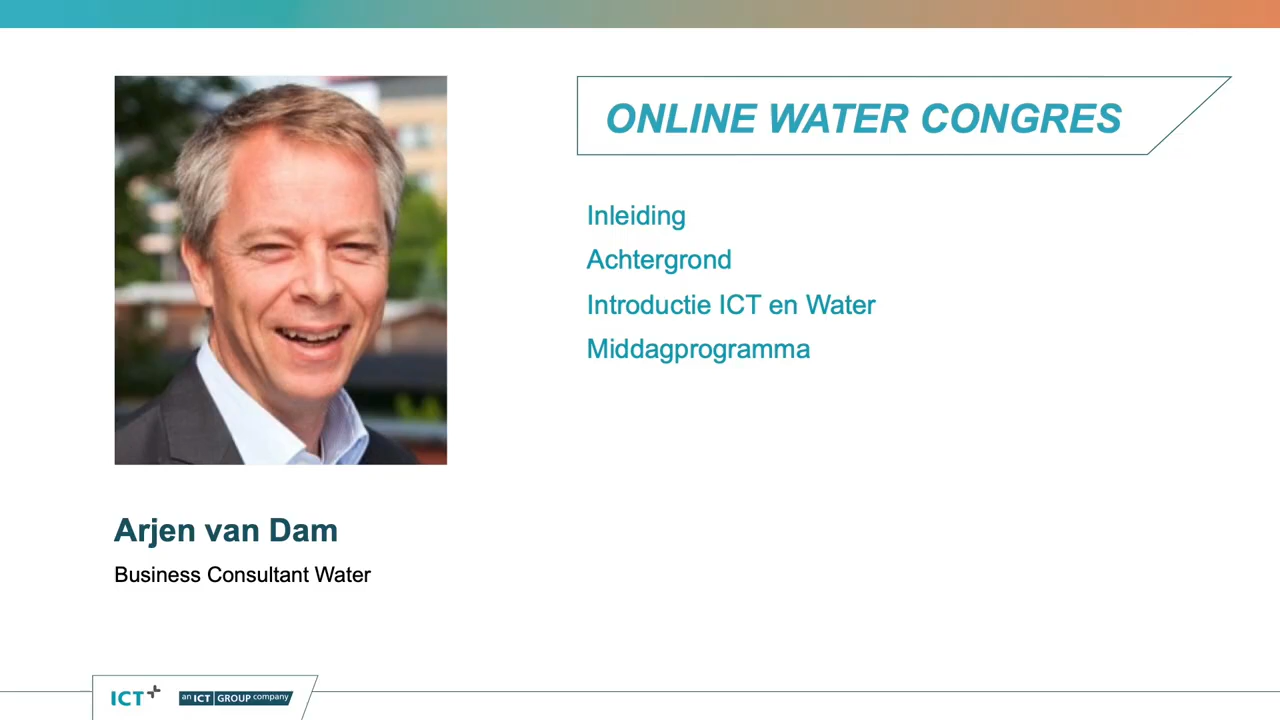 ONLINE WATER CONGRES
Inleiding
Achtergrond
Introductie ICT en Water
Middagprogramma
Arjen van Dam
Business Consultant Water
ICT+
an ICT GROUP company